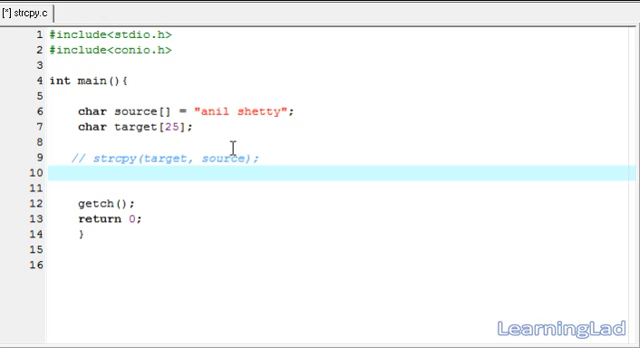 [*] strcpy.c
1 #include<stdio.h>
2 #include<conio.h>
3
4 int main(){
5
6 char source[] = "anil shetty";
7 char target[25];
8
9 // strcpy(target, source);
10
11
12 getch();
13 return 0;
14 }
15
16
LearningLad